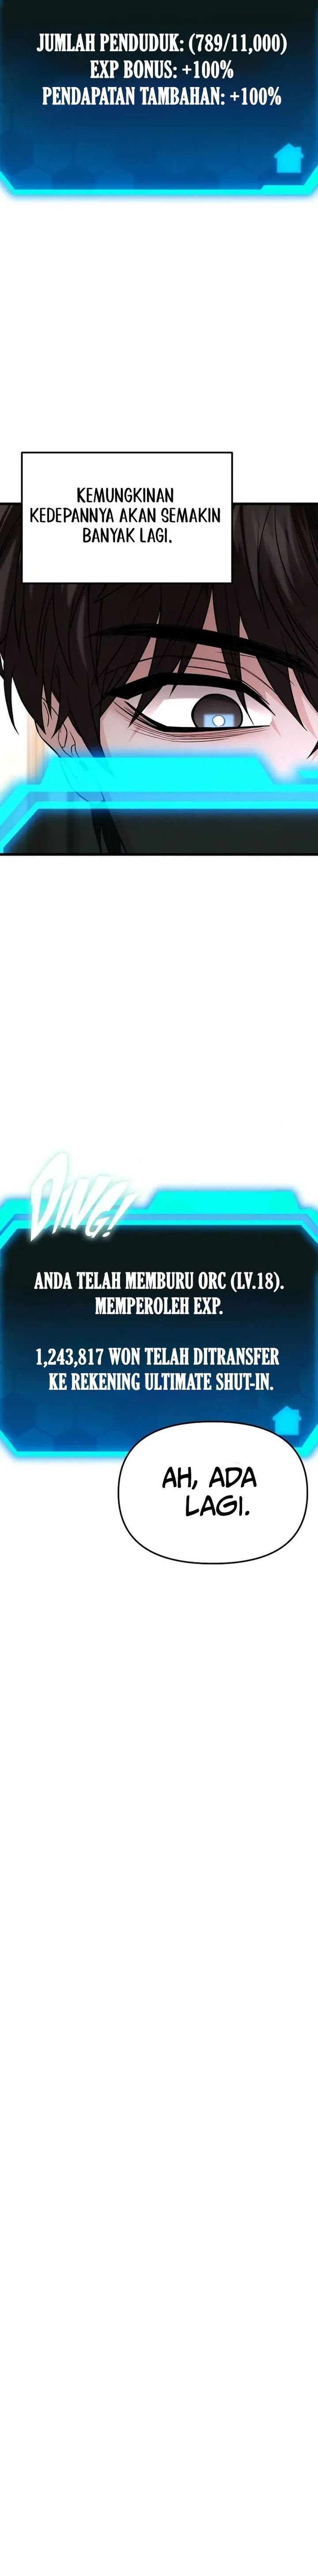 JUMLAH PENDUDUK: (789/11,000)
EXP BONUS: +100%
PENDAPATAN TAMBAHAN: +100%
KEMUNGKINAN
KEDEPANNYA AKAN SEMAKIN
BANYAK LAGI.
DING!
ANDA TELAH MEMBURU ORC (LV.18).
MEMPEROLEH EXP.
1,243,817 WON TELAH DITRANSFER
KE REKENING ULTIMATE SHUT-IN.
AH, ADA
LAGI.